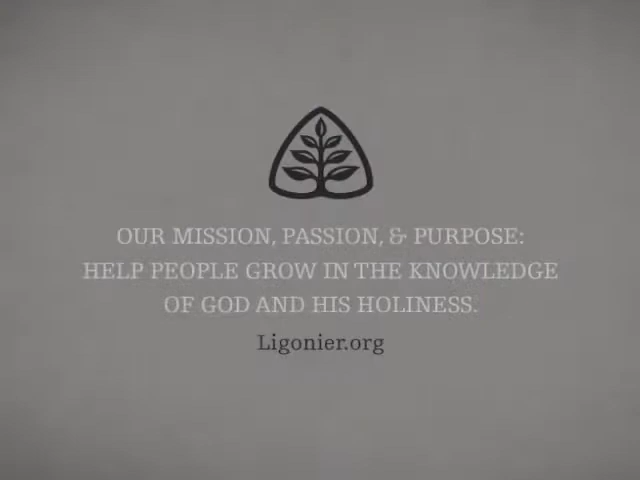 OUR MISSION, PASSION, & PURPOSE:
HELP PEOPLE GROW IN THE KNOWLEDGE
OF GOD AND HIS HOLINESS.
Ligonier.org